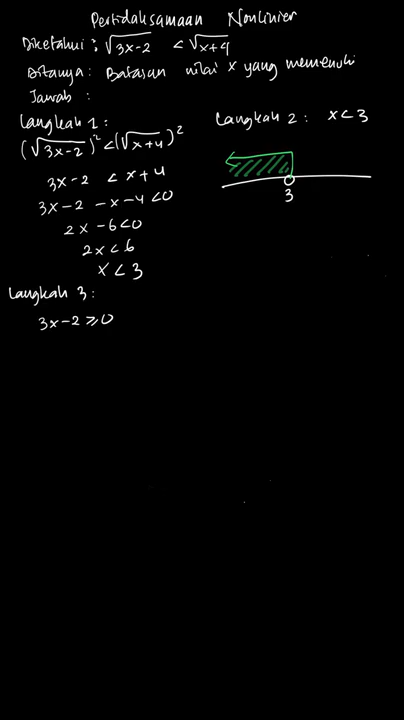 Pertidaksamaan Nonlinier
Diketahui : √3x-2 < √x+4
Ditanya : Batasan nilai x yang memenuhi
Jawab :
Langkah 1 :
(√3x-2)² < (√x+4)²
3x-2 < x+4
3x-2 -x-4<0
2x-6<0
2x<6
x<3
Langkah 2 : x<3
3
Langkah 3 :
3x-2 ≥0